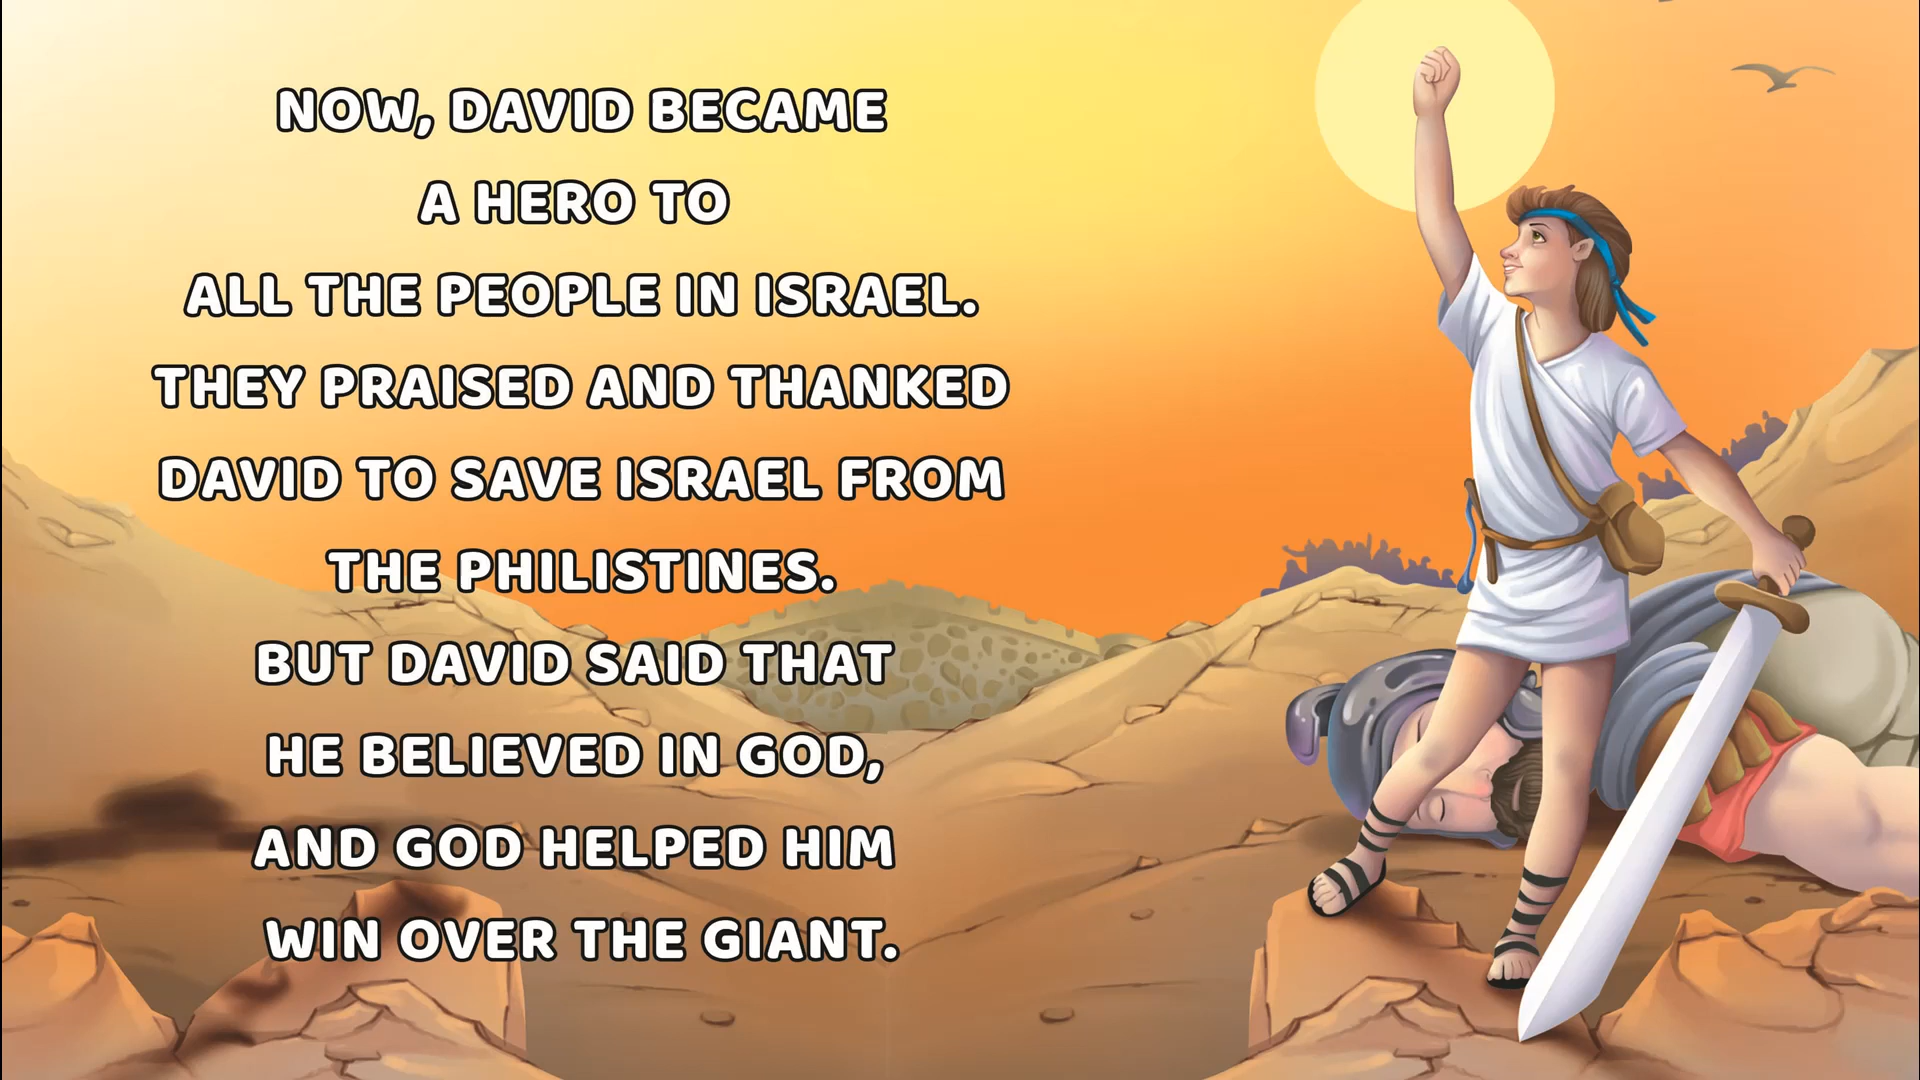 NOW, DAVID BECAME
A HERO TO
ALL THE PEOPLE IN ISRAEL.
THEY PRAISED AND THANKED
DAVID TO SAVE ISRAEL FROM
THE PHILISTINES.
BUT DAVID SAID THAT
HE BELIEVED IN GOD,
AND GOD HELPED HIM
WIN OVER THE GIANT.